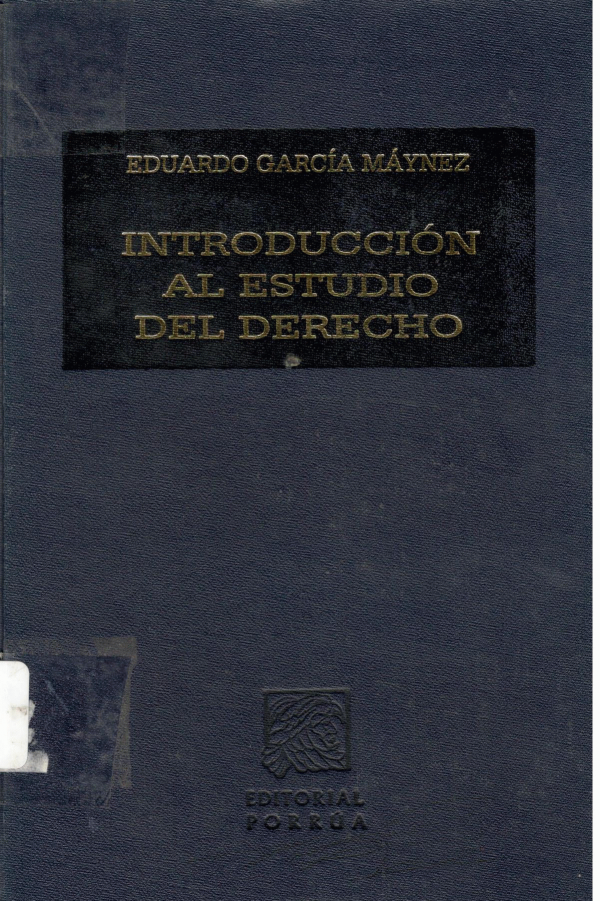 EDUARDO GARCÍA MÁYNEZ
INTRODUCCIÓN
AL ESTUDIO
DEL DERECHO
EDITORIAL
PORRÚA